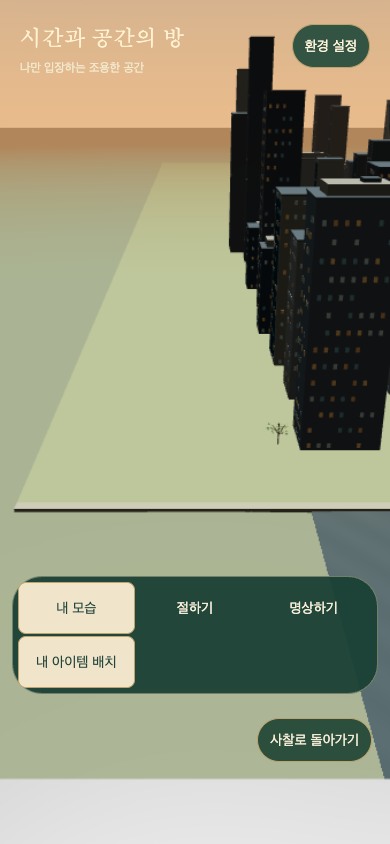 시간과 공간의 방
환경 설정
나만 입장하는 조용한 공간
내 모습
절하기
명상하기
내 아이템 배치
사찰로 돌아가기